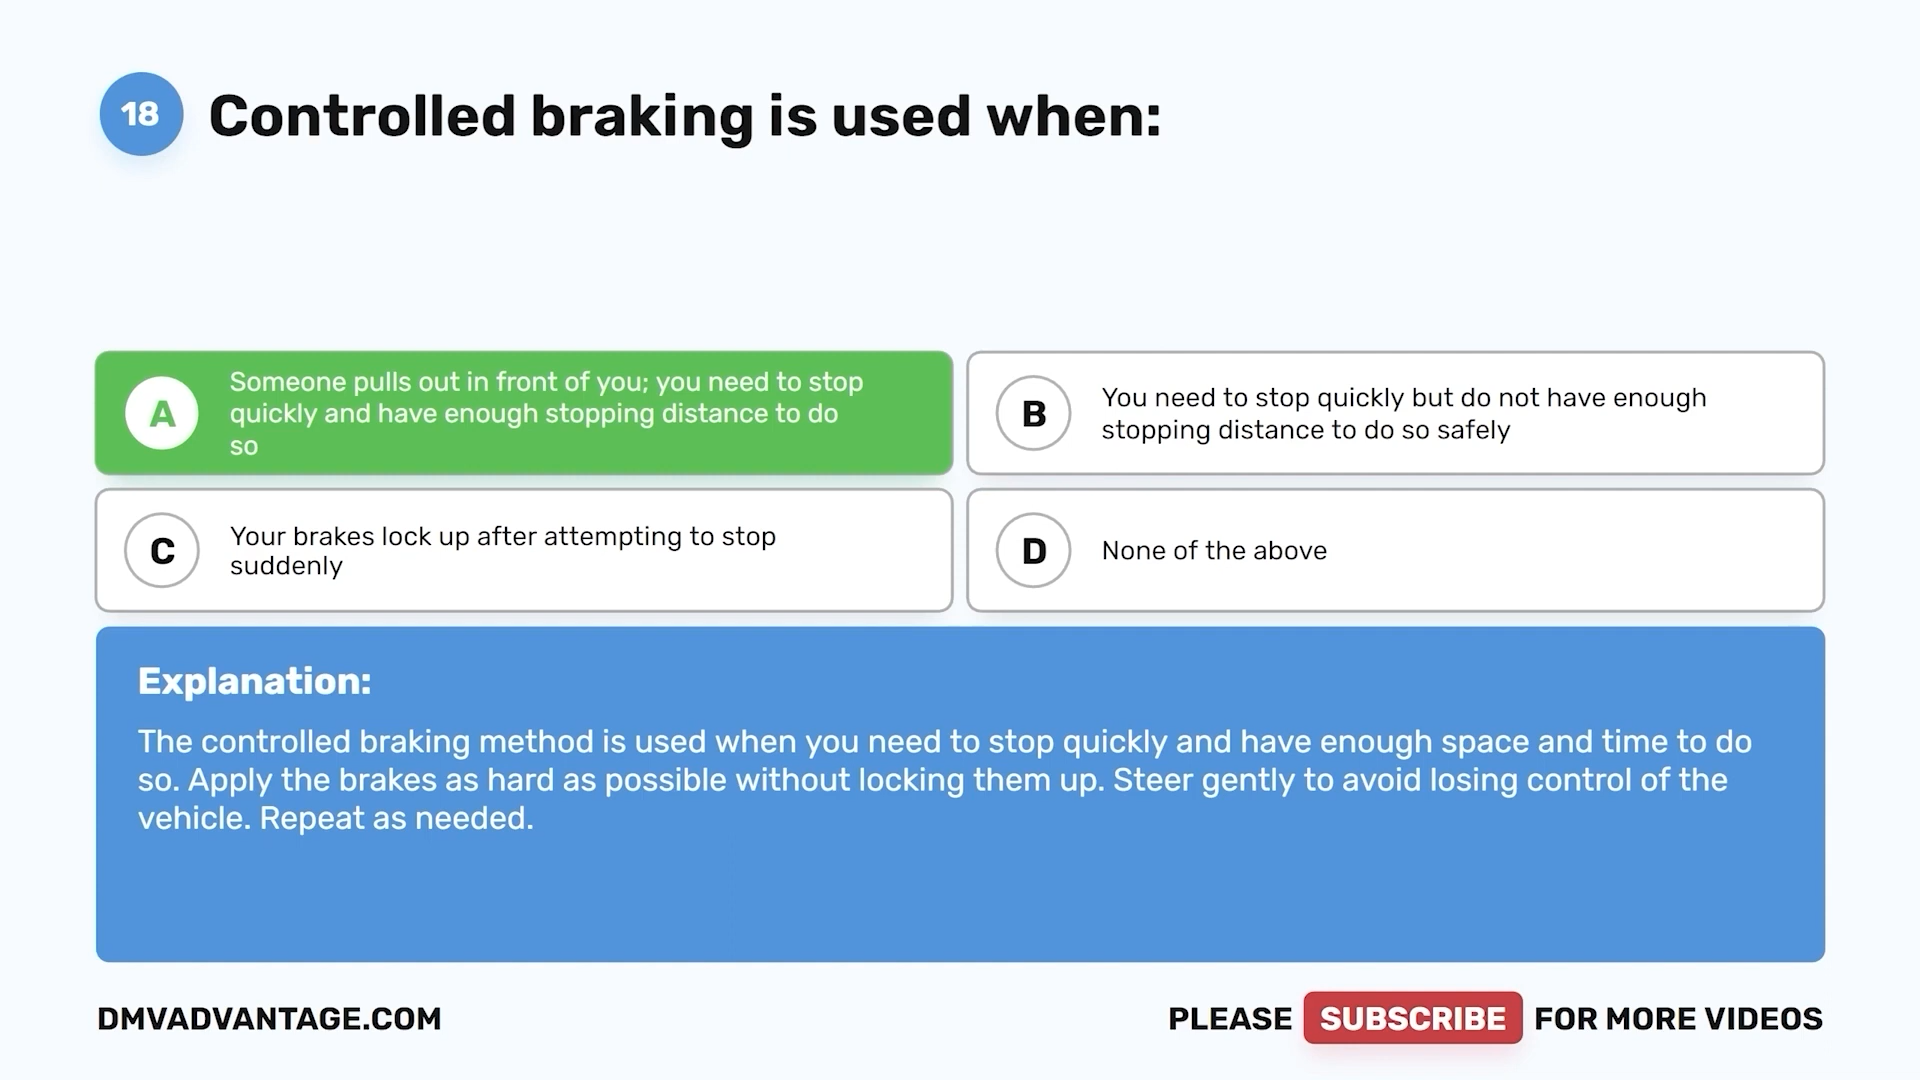 18
Controlled braking is used when:
A
Someone pulls out in front of you; you need to stop
quickly and have enough stopping distance to do
so
B
You need to stop quickly but do not have enough
stopping distance to do so safely
C
Your brakes lock up after attempting to stop
suddenly
D
None of the above
Explanation:
The controlled braking method is used when you need to stop quickly and have enough space and time to do
so. Apply the brakes as hard as possible without locking them up. Steer gently to avoid losing control of the
vehicle. Repeat as needed.
DMVADVANTAGE.COM
PLEASE SUBSCRIBE FOR MORE VIDEOS